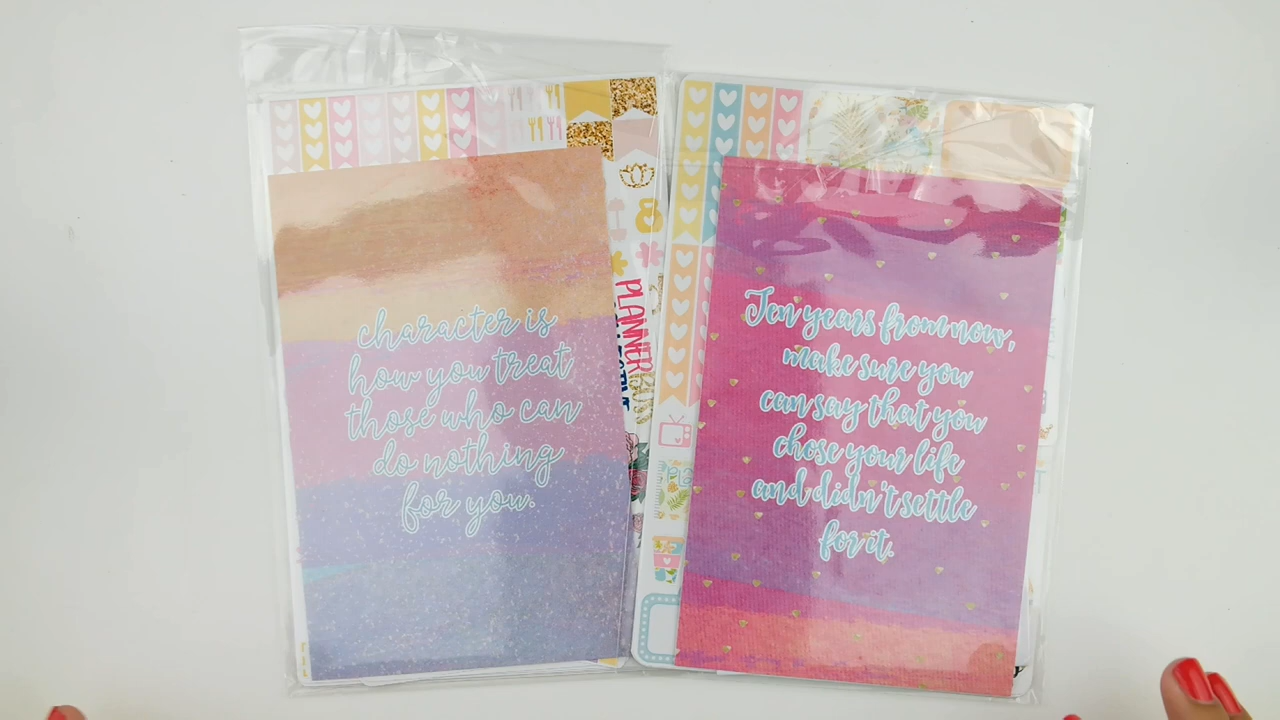 character is
how you treat
those who can
do nothing
for you.
PLANNER
Ten years from now,
make sure you
can say that you
chose your life
and didn't settle
for it.